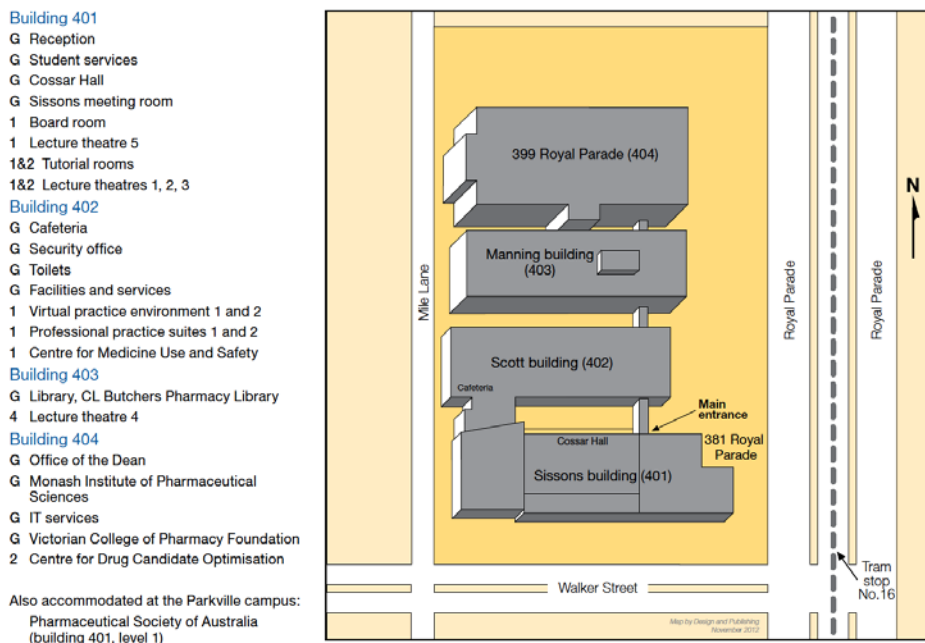 Building 401
G Reception
G Student services
G Cossar Hall
G Sissons meeting room
1 Board room
1 Lecture theatre 5
1&2 Tutorial rooms
1&2 Lecture theatres 1, 2, 3
Building 402
G Cafeteria
G Security office
G Toilets
G Facilities and services
1 Virtual practice environment 1 and 2
1 Professional practice suites 1 and 2
1 Centre for Medicine Use and Safety
Building 403
G Library, CL Butchers Pharmacy Library
4 Lecture theatre 4
Building 404
G Office of the Dean
G Monash Institute of Pharmaceutical
Sciences
G IT services
G Victorian College of Pharmacy Foundation
2 Centre for Drug Candidate Optimisation
Also accommodated at the Parkville campus:
Pharmaceutical Society of Australia
(building 401, level 1)
399 Royal Parade (404)
Manning building
(403)
Scott building (402)
Cafeteria
Main
entrance
Cossar Hall
381 Royal
Parade
Sissons building (401)
Mile Lane
Royal Parade
Royal Parade
N
Walker Street
Tram
stop
No.16
Map by Design and Publishing
November 2012